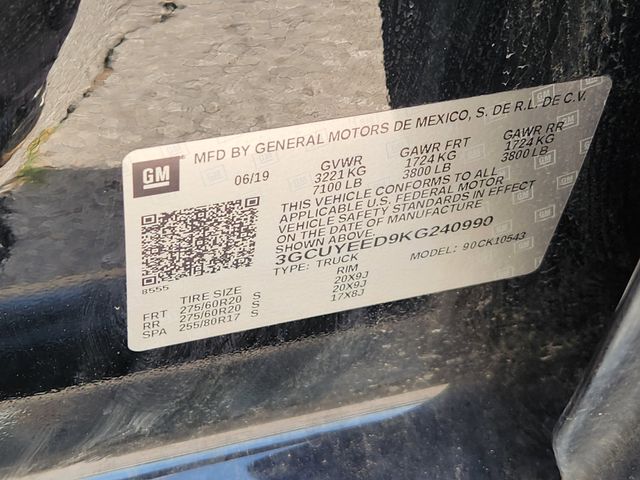 GM
MFD BY GENERAL MOTORS DE MEXICO, S. DE R.L. DE C.V.
06/19
GVWR GAWR FRT GAWR RR
3221 KG 1724 KG 1724 KG
7100 LB 3800 LB 3800 LB
THIS VEHICLE CONFORMS TO ALL
APPLICABLE U.S. FEDERAL MOTOR
VEHICLE SAFETY STANDARDS IN EFFECT
ON THE DATE OF MANUFACTURE
SHOWN ABOVE.
3GCUYEED9KG240990
TYPE: TRUCK MODEL: 90CK10543
8555
TIRE SIZE RIM
FRT 275/60R20 S 20X9J
RR 275/60R20 S 20X9J
SPA 255/80R17 S 17X8J